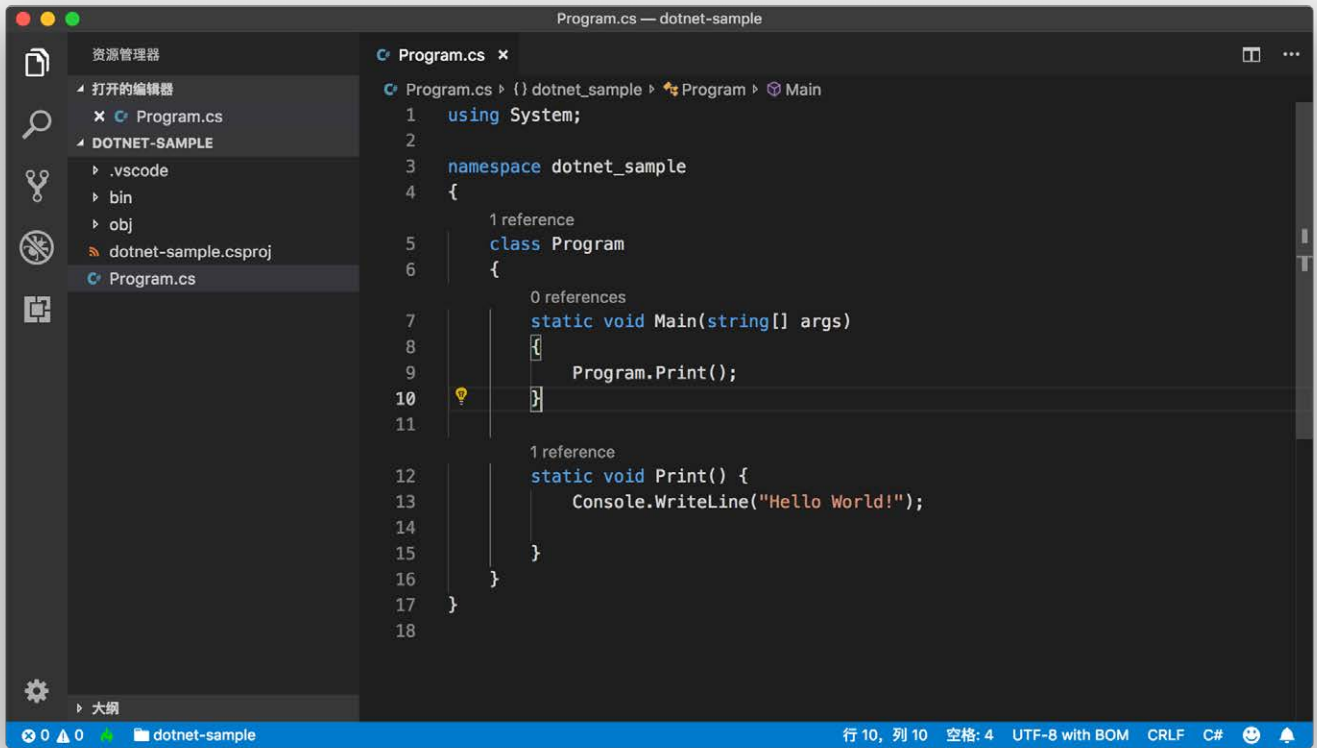 Program.cs — dotnet-sample
资源管理器
打开的编辑器
Program.cs
DOTNET-SAMPLE
.vscode
bin
obj
dotnet-sample.csproj
Program.cs
大纲
Program.cs
Program.cs dotnet_sample Program Main
1 using System;
2
3 namespace dotnet_sample
4 {
1 reference
5 class Program
6 {
0 references
7 static void Main(string[] args)
8 {
9 Program.Print();
10 }
11
1 reference
12 static void Print() {
13 Console.WriteLine("Hello World!");
14
15 }
16 }
17 }
18
0 0 dotnet-sample 行 10，列 10 空格: 4 UTF-8 with BOM CRLF C#